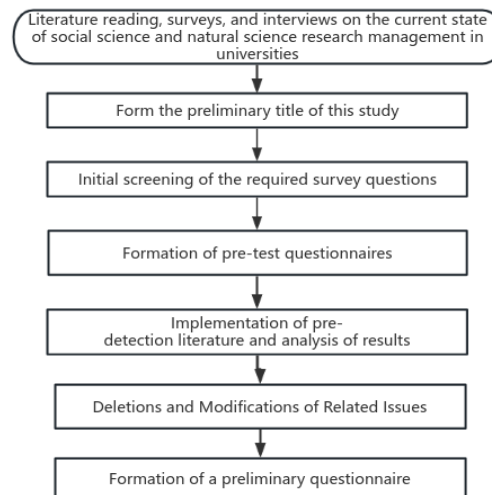 Literature reading, surveys, and interviews on the current state
of social science and natural science research management in
universities
Form the preliminary title of this study
Initial screening of the required survey questions
Formation of pre-test questionnaires
Implementation of pre-
detection literature and analysis of results
Deletions and Modifications of Related Issues
Formation of a preliminary questionnaire